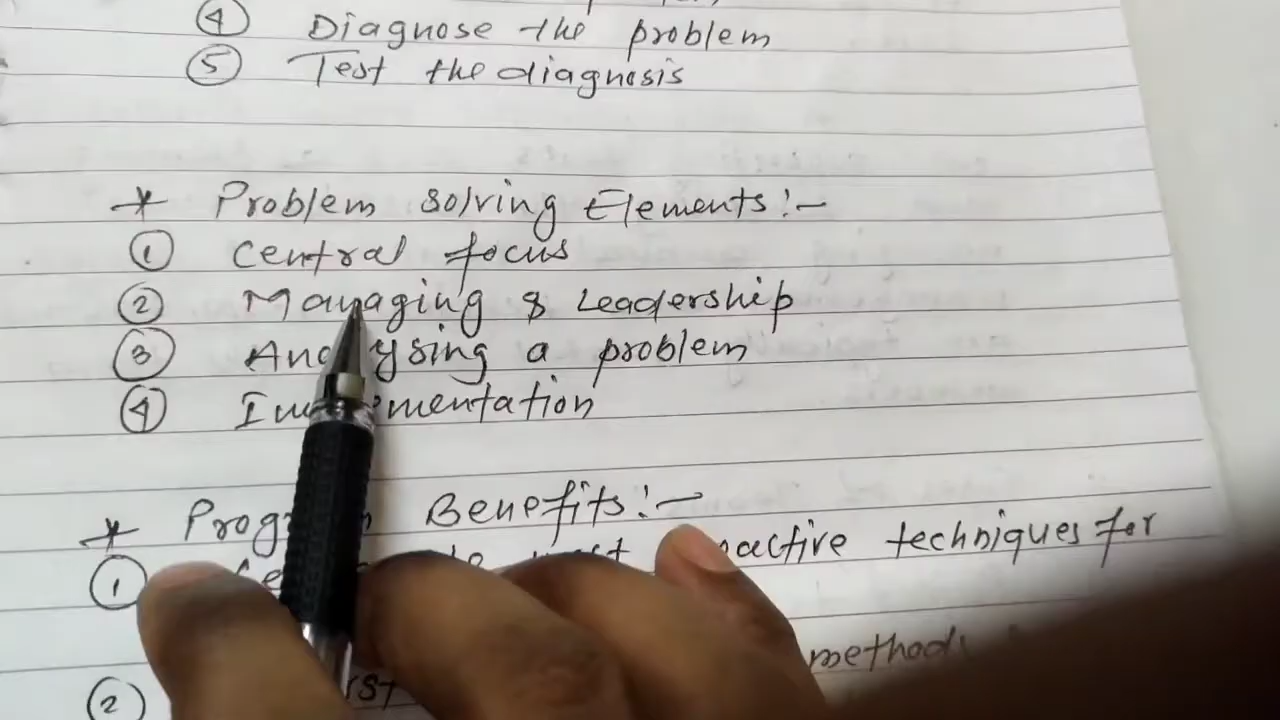 ④ Diagnose the problem
⑤ Test the diagnosis
* Problem solving Elements:-
① Central focus
② Managing & Leadership
③ Analysing a problem
④ Implementation
* Program Benefits:-
① techniques for
methods
②